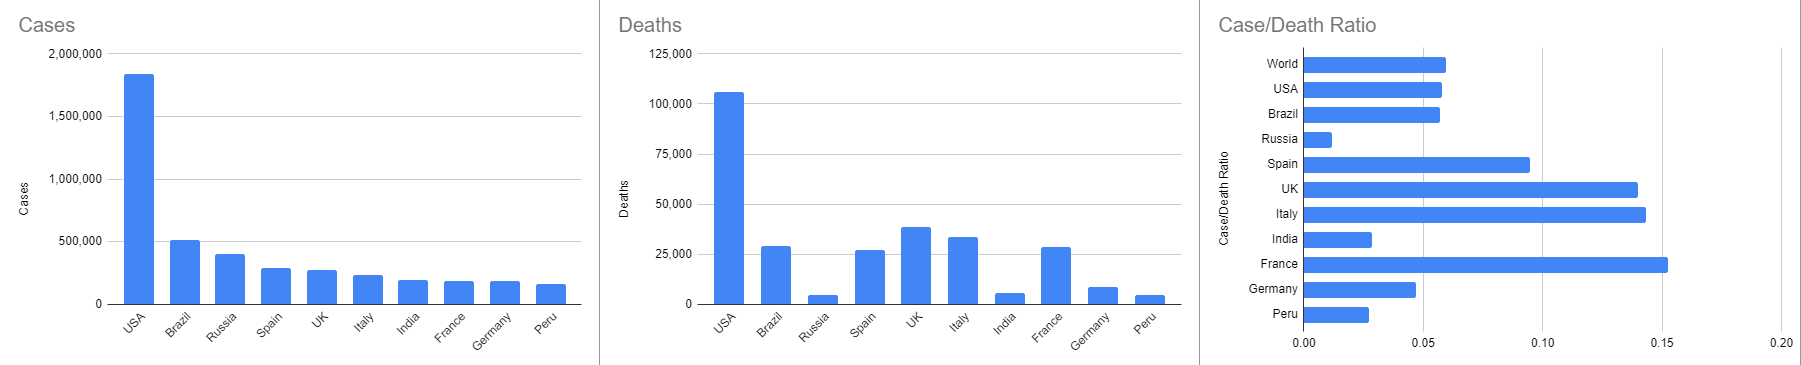 Cases
2,000,000
1,500,000
1,000,000
500,000
0
Cases
USA
Brazil
Russia
Spain
UK
Italy
India
France
Germany
Peru
Deaths
125,000
100,000
75,000
50,000
25,000
0
Deaths
USA
Brazil
Russia
Spain
UK
Italy
India
France
Germany
Peru
Case/Death Ratio
World
USA
Brazil
Russia
Spain
UK
Italy
India
France
Germany
Peru
Case/Death Ratio
0.00
0.05
0.10
0.15
0.20